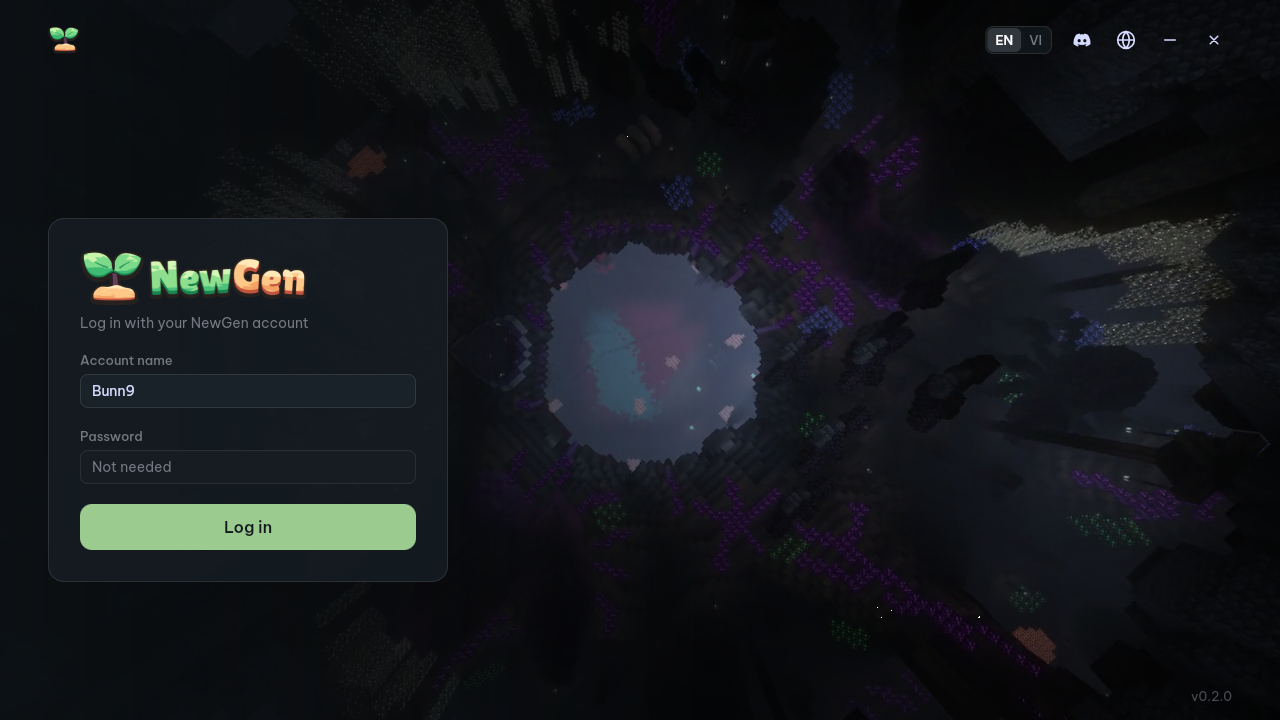 EN VI
NewGen
Log in with your NewGen account
Account name
Bunn9
Password
Not needed
Log in
v0.2.0